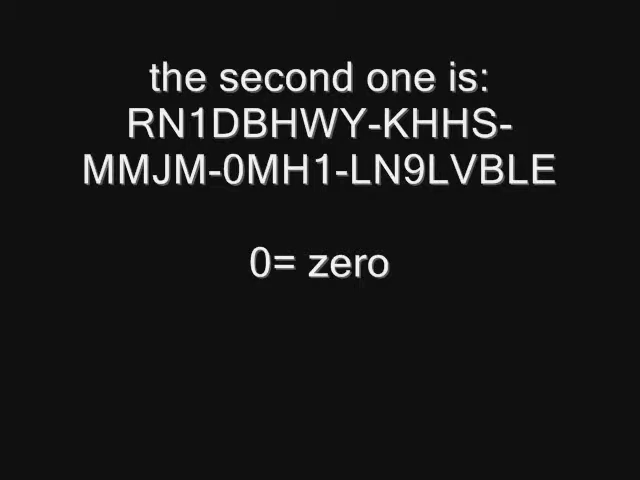 the second one is:
RN1DBHWY-KHHS-
MMJM-0MH1-LN9LVBLE
0= zero